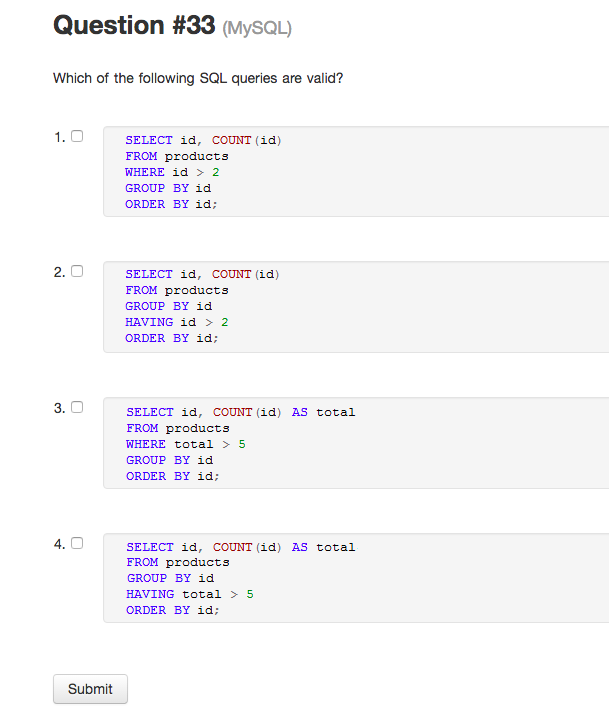 Question #33 (MySQL)
Which of the following SQL queries are valid?
1.
SELECT id, COUNT(id)
FROM products
WHERE id > 2
GROUP BY id
ORDER BY id;
2.
SELECT id, COUNT(id)
FROM products
GROUP BY id
HAVING id > 2
ORDER BY id;
3.
SELECT id, COUNT(id) AS total
FROM products
WHERE total > 5
GROUP BY id
ORDER BY id;
4.
SELECT id, COUNT(id) AS total
FROM products
GROUP BY id
HAVING total > 5
ORDER BY id;
Submit